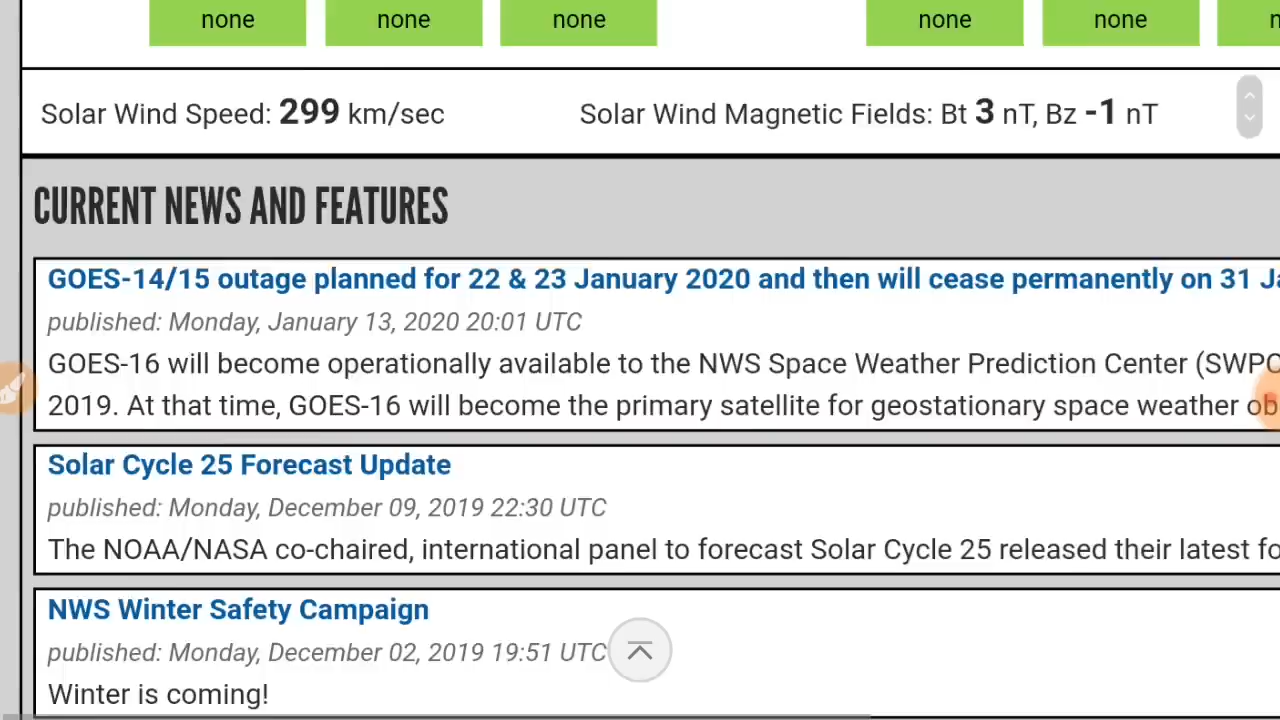 none none none none none
Solar Wind Speed: 299 km/sec Solar Wind Magnetic Fields: Bt 3 nT, Bz -1 nT
CURRENT NEWS AND FEATURES
GOES-14/15 outage planned for 22 & 23 January 2020 and then will cease permanently on 31
published: Monday, January 13, 2020 20:01 UTC
GOES-16 will become operationally available to the NWS Space Weather Prediction Center (SWPC
2019. At that time, GOES-16 will become the primary satellite for geostationary space weather
Solar Cycle 25 Forecast Update
published: Monday, December 09, 2019 22:30 UTC
The NOAA/NASA co-chaired, international panel to forecast Solar Cycle 25 released their latest
NWS Winter Safety Campaign
published: Monday, December 02, 2019 19:51 UTC
Winter is coming!